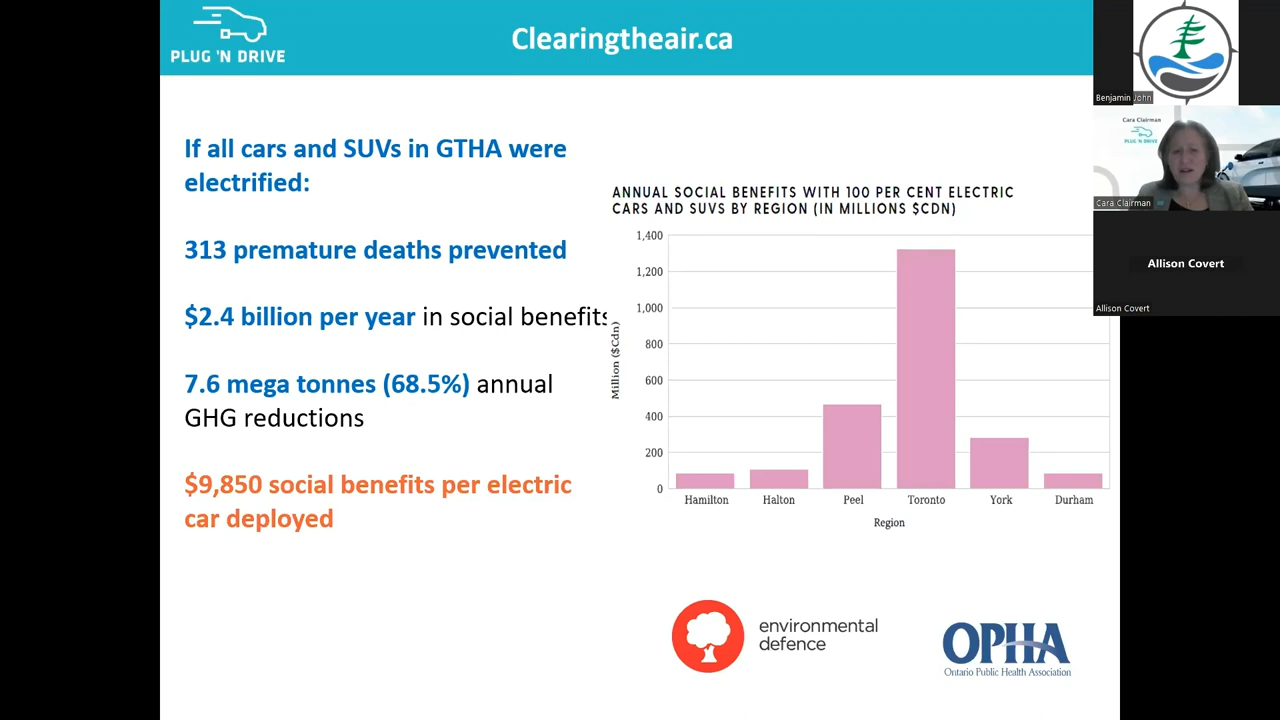 PLUG 'N DRIVE
Clearingtheair.ca
If all cars and SUVs in GTHA were
electrified:
313 premature deaths prevented
$2.4 billion per year in social benefits
7.6 mega tonnes (68.5%) annual
GHG reductions
$9,850 social benefits per electric
car deployed
ANNUAL SOCIAL BENEFITS WITH 100 PER CENT ELECTRIC
CARS AND SUVS BY REGION (IN MILLIONS $CDN)
Million ($Cdn)
1,400
1,200
1,000
800
600
400
200
0
Hamilton Halton Peel Toronto York Durham
Region
environmental
defence
OPHA
Ontario Public Health Association
Benjamin John
Cara Clairman
PLUG 'N DRIVE
Cara Clairman
Allison Covert
Allison Covert